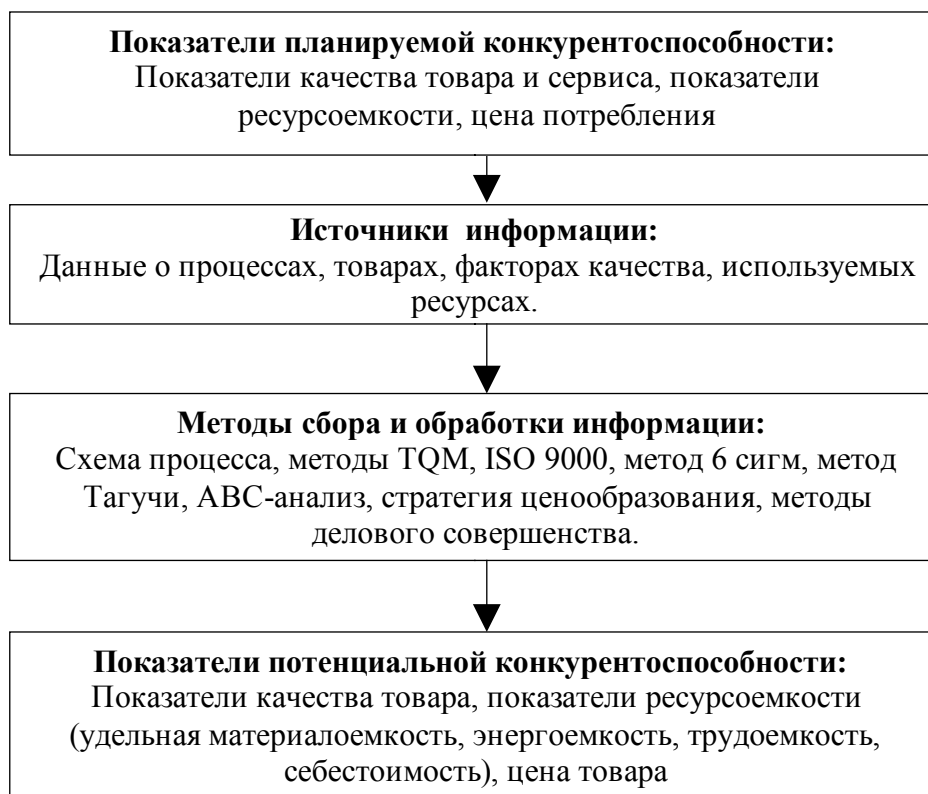 Показатели планируемой конкурентоспособности:
Показатели качества товара и сервиса, показатели
ресурсоемкости, цена потребления
Источники информации:
Данные о процессах, товарах, факторах качества, используемых
ресурсах.
Методы сбора и обработки информации:
Схема процесса, методы TQM, ISO 9000, метод 6 сигм, метод
Тагучи, АВС-анализ, стратегия ценообразования, методы
делового совершенства.
Показатели потенциальной конкурентоспособности:
Показатели качества товара, показатели ресурсоемкости
(удельная материалоемкость, энергоемкость, трудоемкость,
себестоимость), цена товара